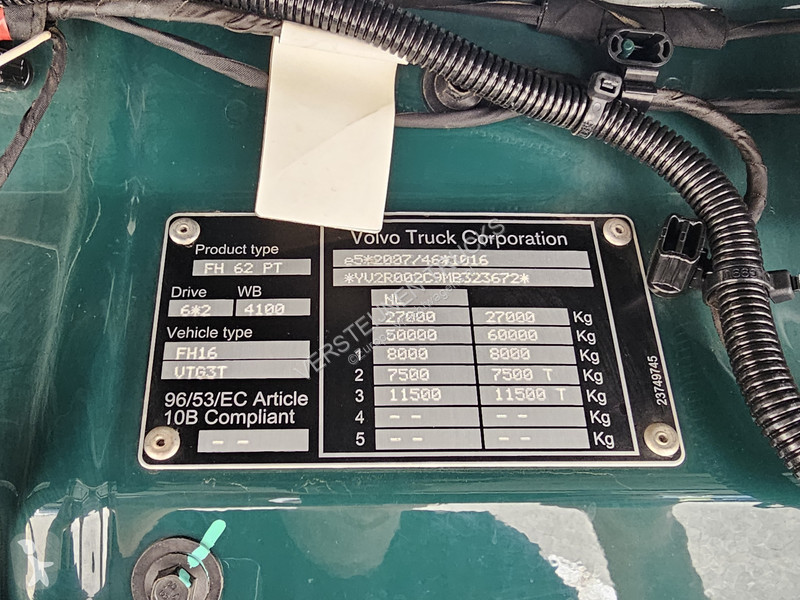 Volvo Truck Corporation
Product type
FH 62 PT
Drive WB
6*2 4100
Vehicle type
FH16
VTG3T
96/53/EC Article
10B Compliant
- -
e5*2007/46*1016
*YV2R002C9MB323672*
NL
27000 27000 Kg
50000 60000 Kg
1 8000 8000 Kg
2 7500 7500 T Kg
3 11500 11500 T Kg
4 - - - - Kg
5 - - - - Kg
23749745